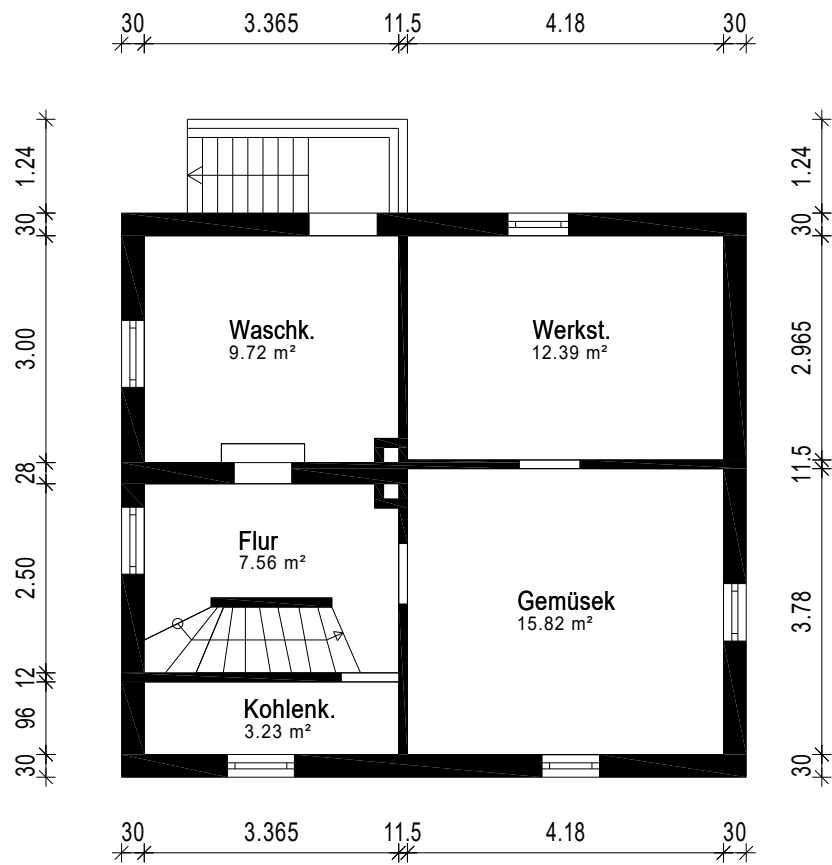 30 3.365 11.5 4.18 30
1.24
30
3.00
28
2.50
12
96
30
Waschk.
9.72 m²
Werkst.
12.39 m²
Flur
7.56 m²
Gemüsek
15.82 m²
Kohlenk.
3.23 m²
1.24
30
2.965
11.5
3.78
30
30 3.365 11.5 4.18 30